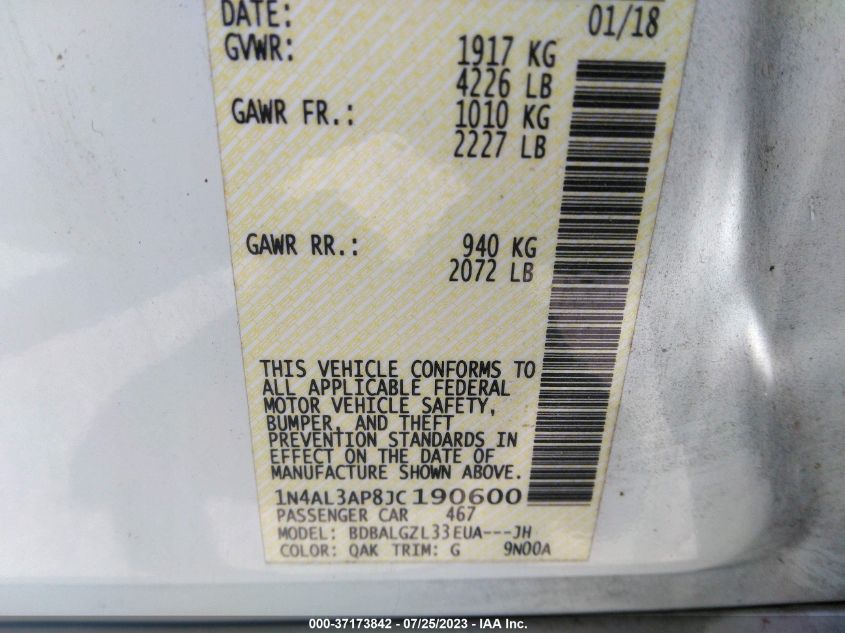 DATE: 01/18
GVWR: 1917 KG
4226 LB
GAWR FR.: 1010 KG
2227 LB
GAWR RR.: 940 KG
2072 LB
THIS VEHICLE CONFORMS TO
ALL APPLICABLE FEDERAL
MOTOR VEHICLE SAFETY,
BUMPER, AND THEFT
PREVENTION STANDARDS IN
EFFECT ON THE DATE OF
MANUFACTURE SHOWN ABOVE.
1N4AL3AP8JC190600
PASSENGER CAR 467
MODEL: BDBALGZL33EUA---JH
COLOR: QAK TRIM: G 9N00A
000-37173842 - 07/25/2023 - IAA Inc.